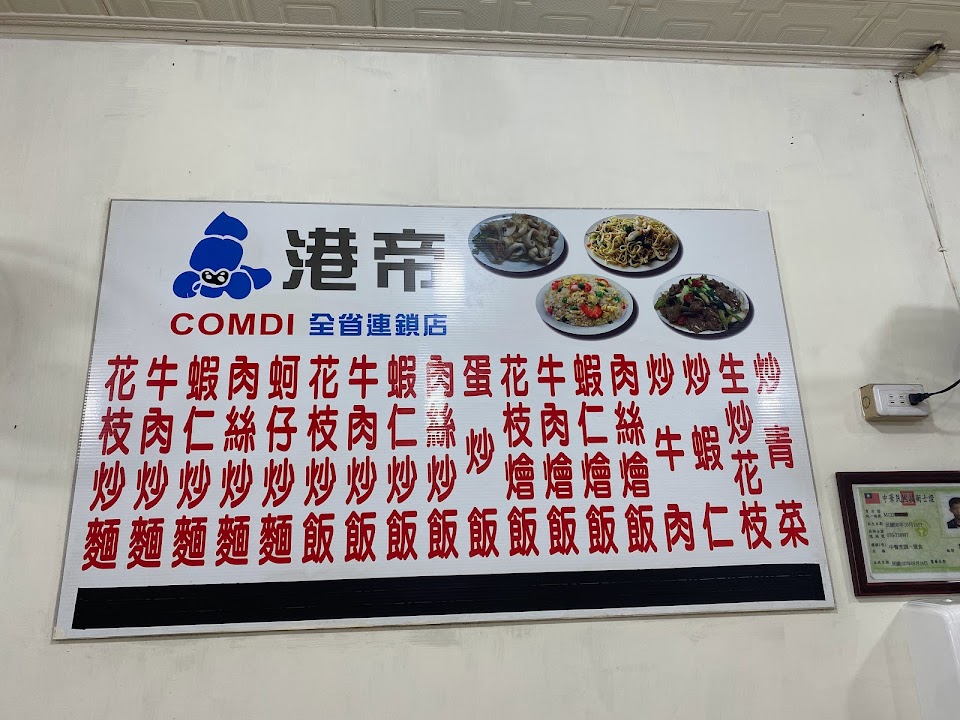 港帝
COMDI 全省連鎖店
花枝炒麵
牛肉炒麵
蝦仁炒麵
肉絲炒麵
蚵仔炒麵
花枝炒飯
牛肉炒飯
蝦仁炒飯
肉絲炒飯
蛋炒飯
花枝燴飯
牛肉燴飯
蝦仁燴飯
肉絲燴飯
炒牛肉
炒蝦仁
生炒花枝
炒青菜